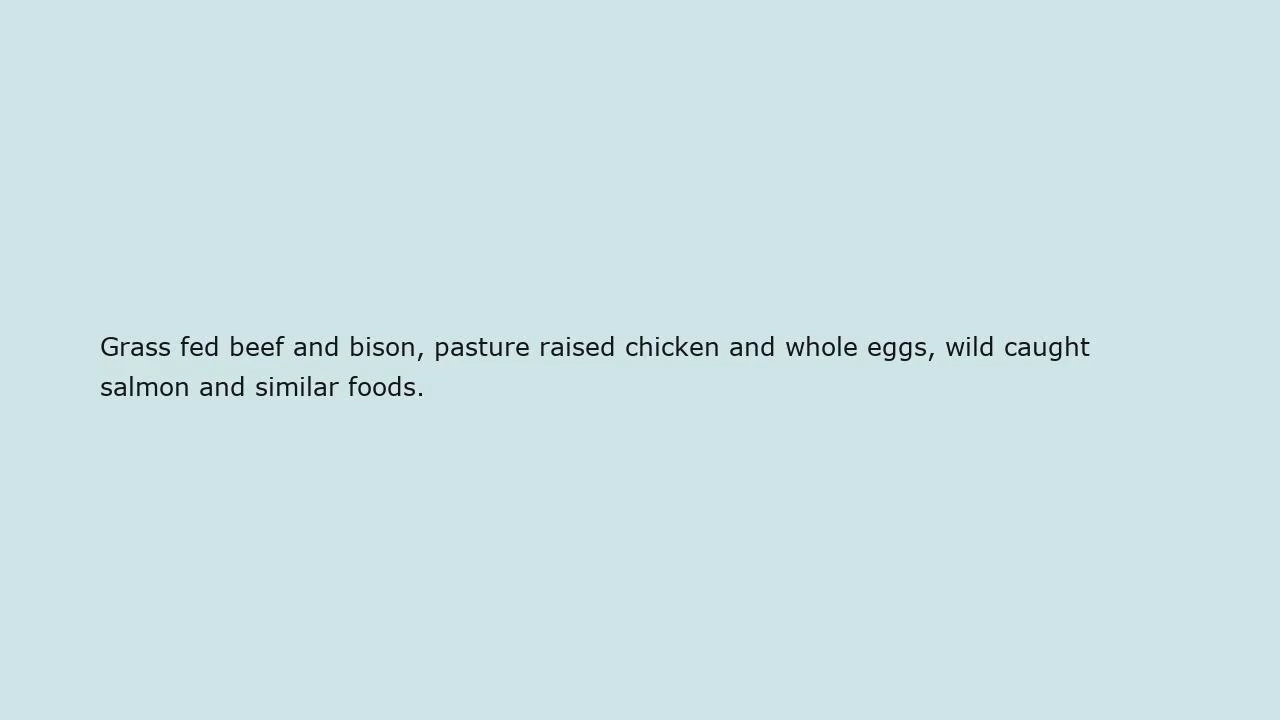 Grass fed beef and bison, pasture raised chicken and whole eggs, wild caught
salmon and similar foods.